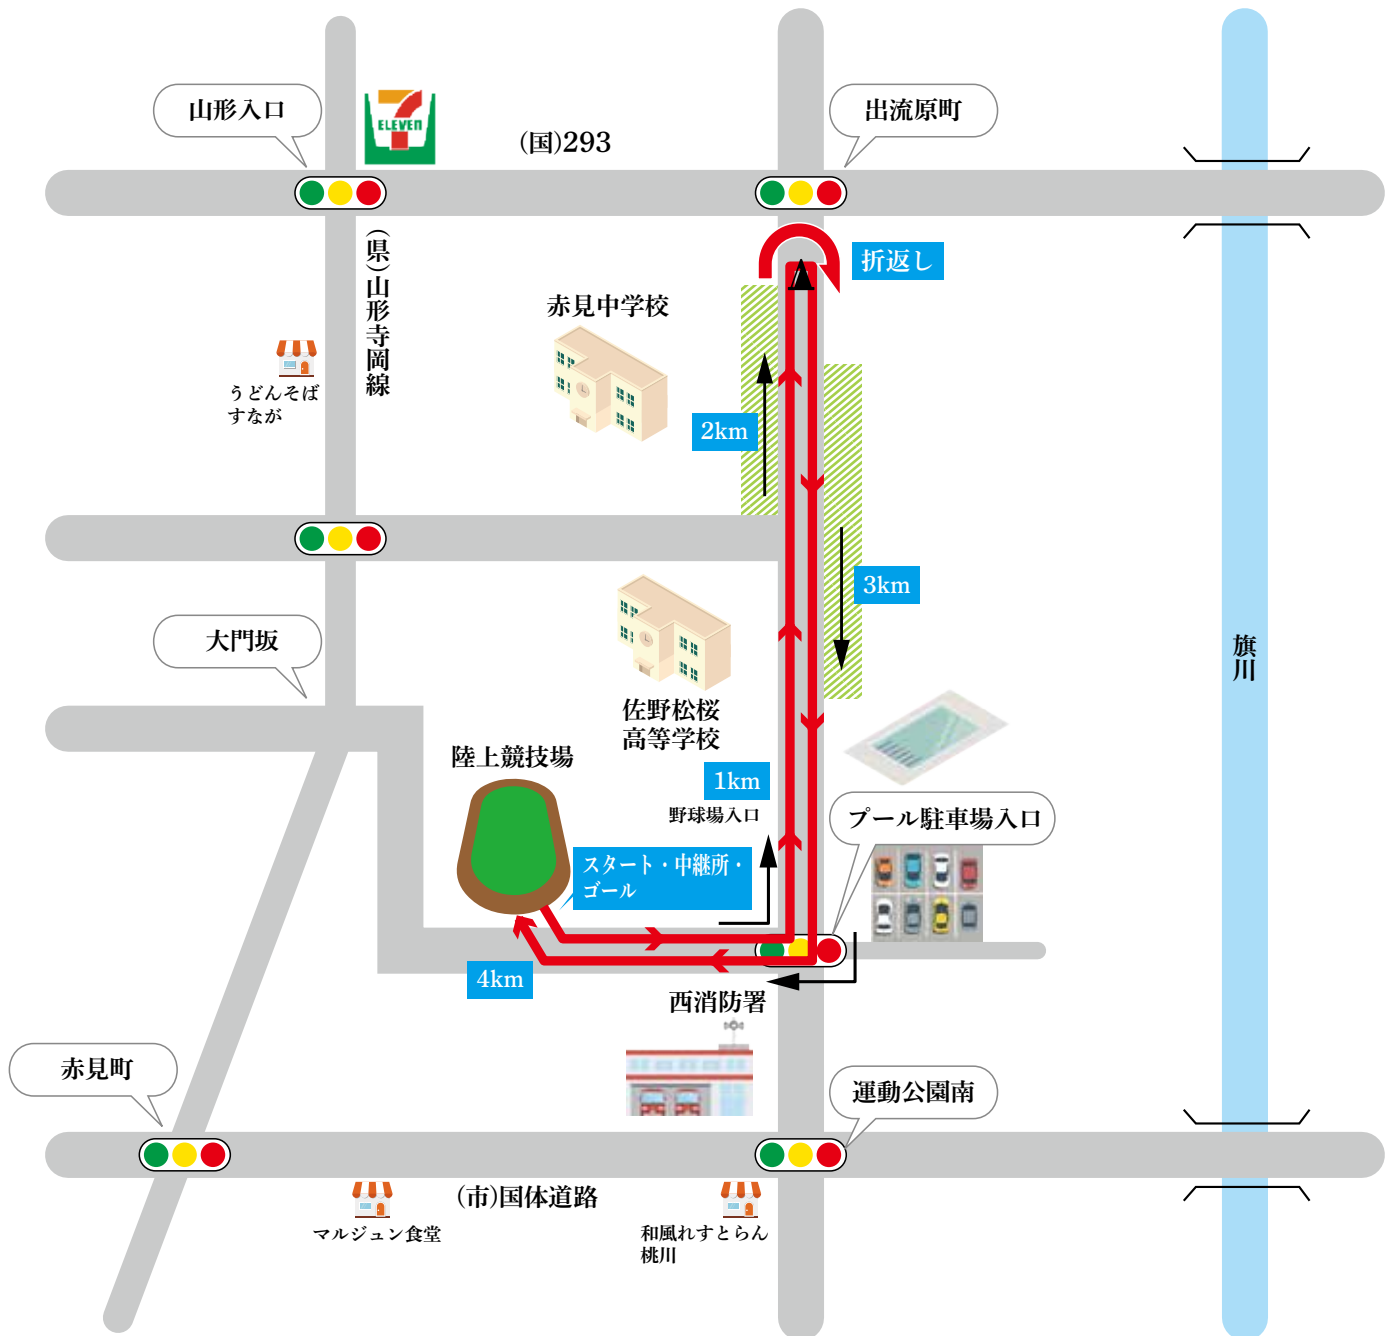 山形入口
ELEVEN
(国)293
出流原町
(県)山形寺岡線
折返し
赤見中学校
うどんそば
すなが
2km
3km
大門坂
旗川
佐野松桜
高等学校
陸上競技場
1km
野球場入口
プール駐車場入口
スタート・中継所・
ゴール
4km
西消防署
赤見町
運動公園南
(市)国体道路
マルジュン食堂
和風れすとらん
桃川